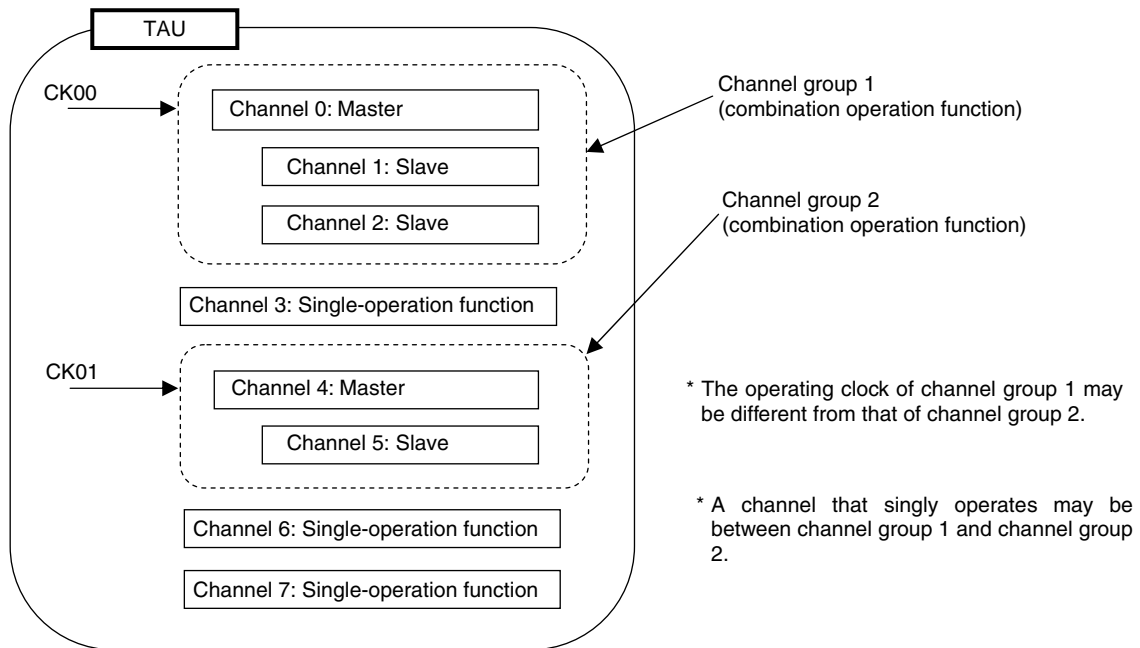 TAU
CK00
Channel 0: Master
Channel 1: Slave
Channel 2: Slave
Channel group 1
(combination operation function)
Channel group 2
(combination operation function)
Channel 3: Single-operation function
CK01
Channel 4: Master
Channel 5: Slave
* The operating clock of channel group 1 may
be different from that of channel group 2.
Channel 6: Single-operation function
Channel 7: Single-operation function
* A channel that singly operates may be
between channel group 1 and channel group
2.